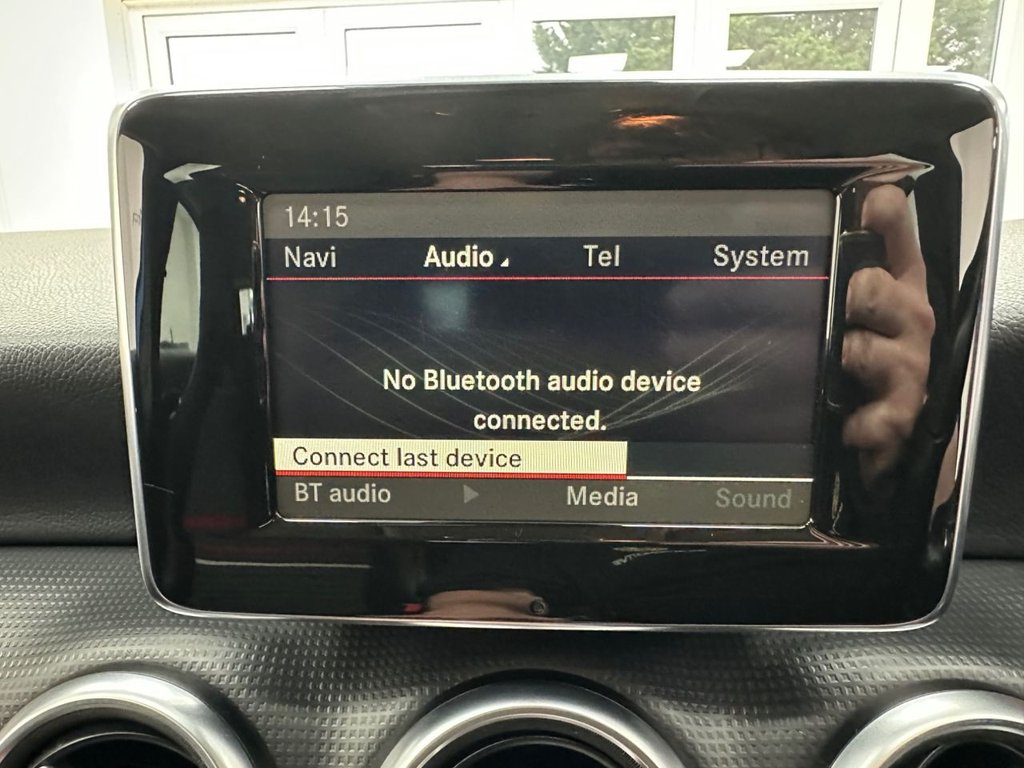 14:15
Navi Audio Tel System
No Bluetooth audio device
connected.
Connect last device
BT audio Media Sound